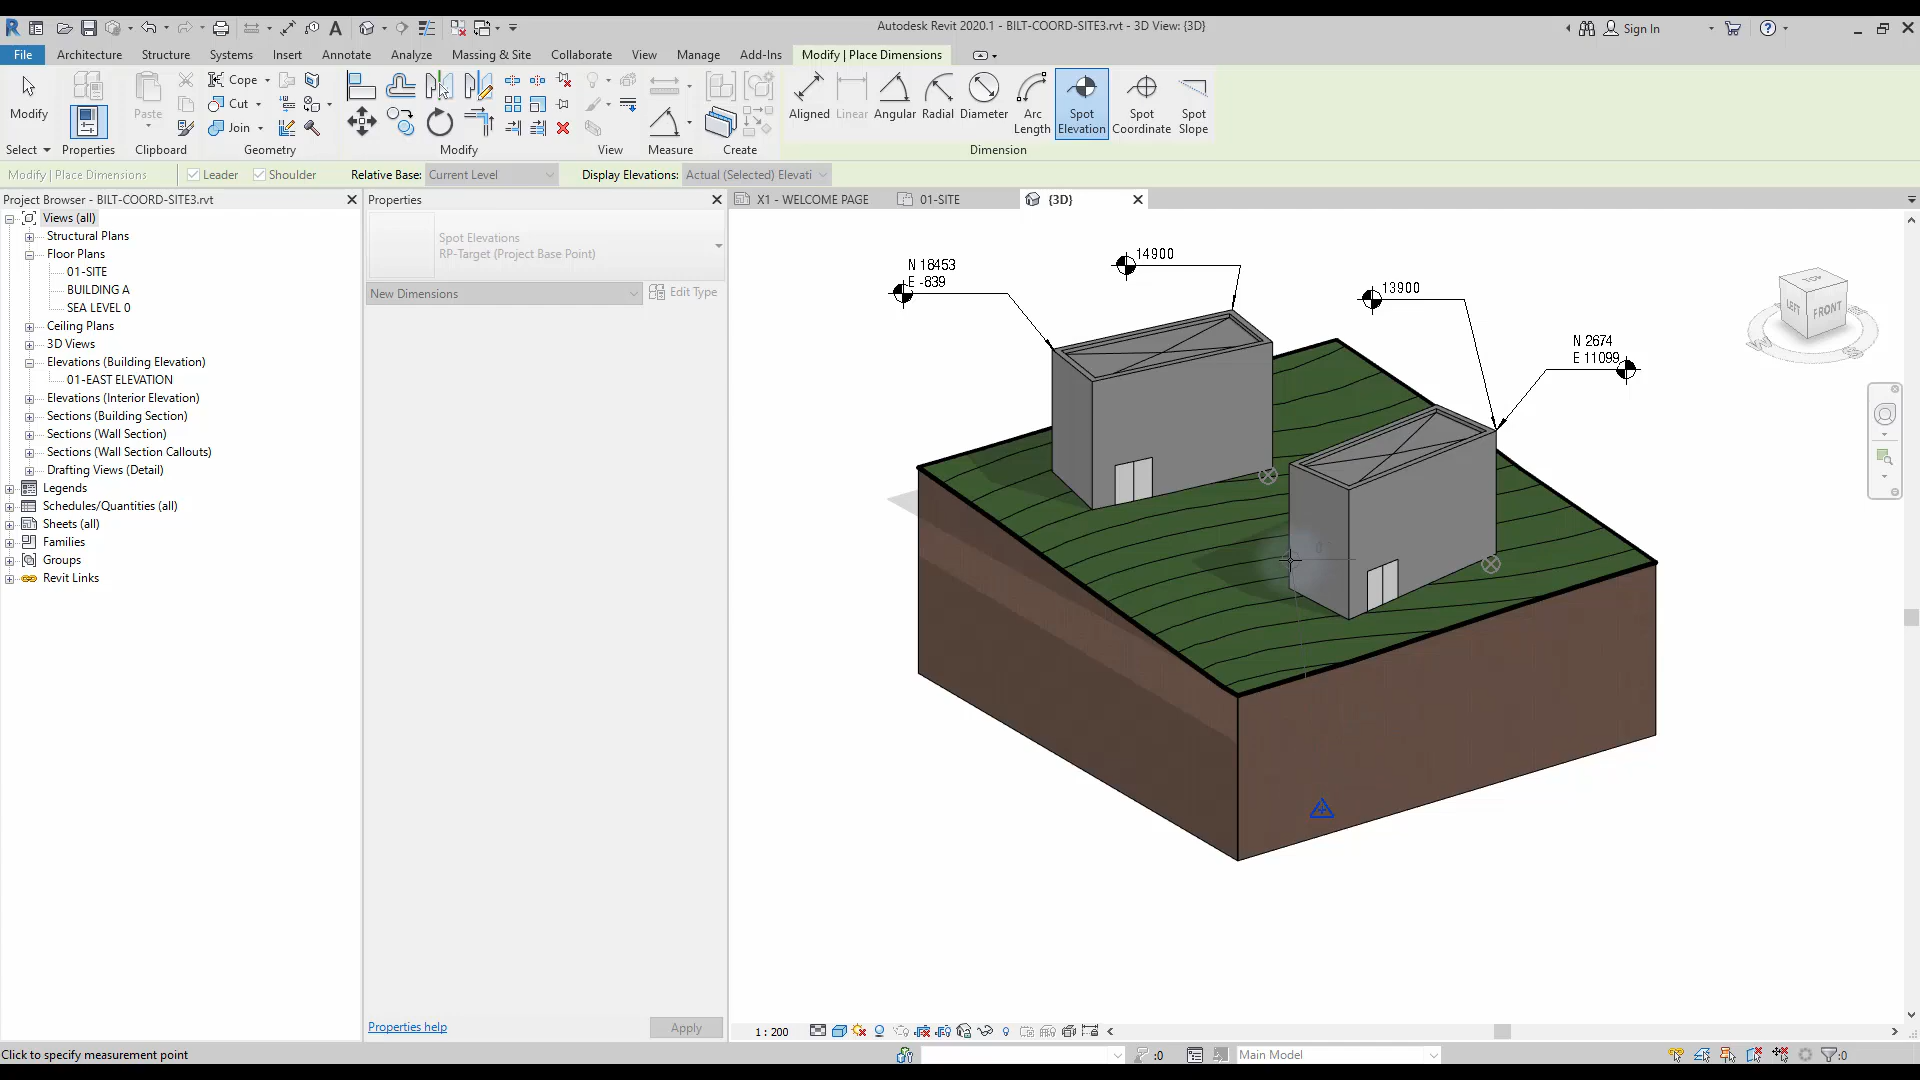 Autodesk Revit 2020.1 - BILT-COORD-SITE3.rvt - 3D View: {3D}
Sign In
File Architecture Structure Systems Insert Annotate Analyze Massing & Site Collaborate View Manage Add-Ins Modify | Place Dimensions
Modify
Paste
Cope
Cut
Join
Aligned Linear Angular Radial Diameter Arc Length Spot Elevation Spot Coordinate Spot Slope
Select Properties Clipboard Geometry Modify View Measure Create Dimension
Modify | Place Dimensions Leader Shoulder Relative Base: Current Level Display Elevations: Actual (Selected) Elevati
Project Browser - BILT-COORD-SITE3.rvt
Views (all)
Structural Plans
Floor Plans
01-SITE
BUILDING A
SEA LEVEL 0
Ceiling Plans
3D Views
Elevations (Building Elevation)
01-EAST ELEVATION
Elevations (Interior Elevation)
Sections (Building Section)
Sections (Wall Section)
Sections (Wall Section Callouts)
Drafting Views (Detail)
Legends
Schedules/Quantities (all)
Sheets (all)
Families
Groups
Revit Links
Properties
Spot Elevations
RP-Target (Project Base Point)
New Dimensions
Edit Type
Properties help
Apply
X1 - WELCOME PAGE
01-SITE
{3D}
N 18453
E -839
14900
13900
N 2674
E 11099
TOP
LEFT
FRONT
W
S
1 : 200
Click to specify measurement point
:0
Main Model
:0